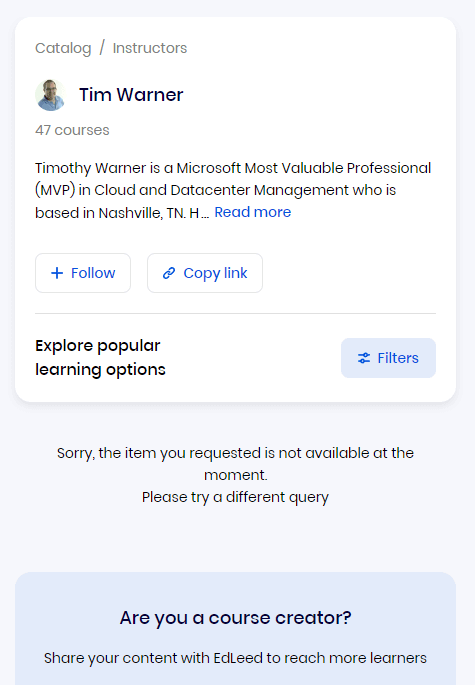 Catalog / Instructors
Tim Warner
47 courses
Timothy Warner is a Microsoft Most Valuable Professional
(MVP) in Cloud and Datacenter Management who is
based in Nashville, TN. H... Read more
+ Follow
Copy link
Explore popular
learning options
Filters
Sorry, the item you requested is not available at the
moment.
Please try a different query
Are you a course creator?
Share your content with EdLeed to reach more learners